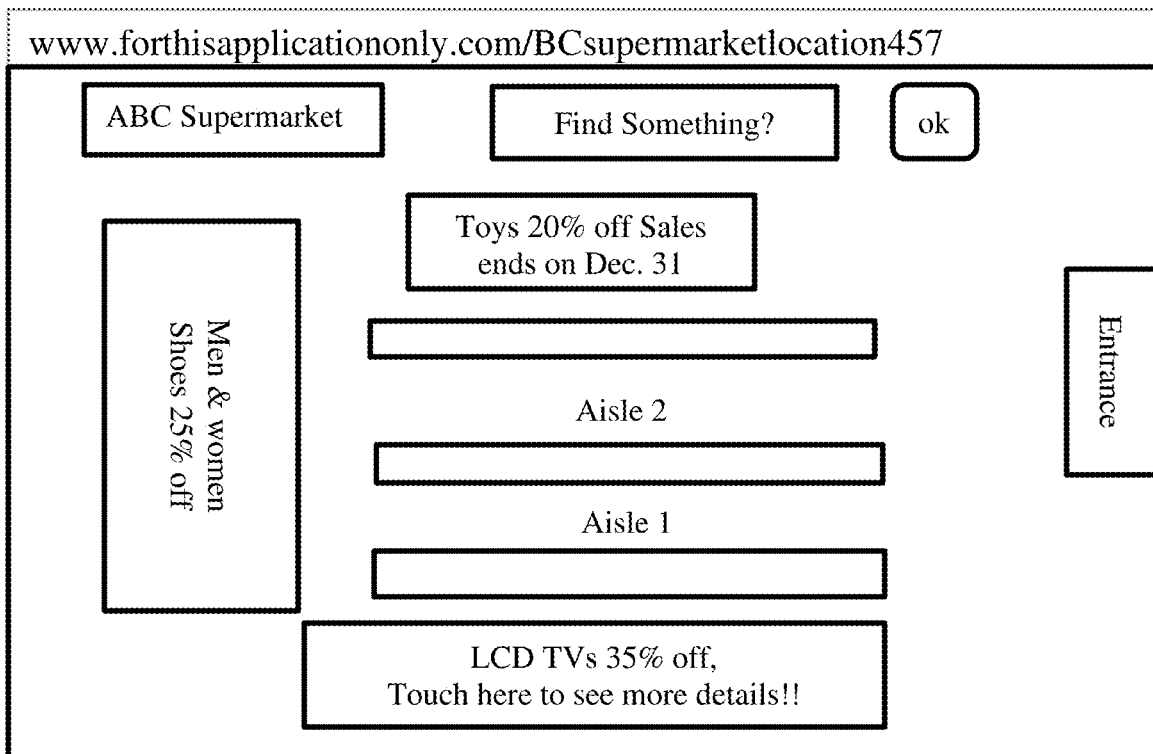 www.forthisapplicationonly.com/BCsupermarketlocation457
ABC Supermarket
Find Something?
ok
Toys 20% off Sales
ends on Dec. 31
Men & women
Shoes 25% off
Entrance
Aisle 2
Aisle 1
LCD TVs 35% off,
Touch here to see more details!!